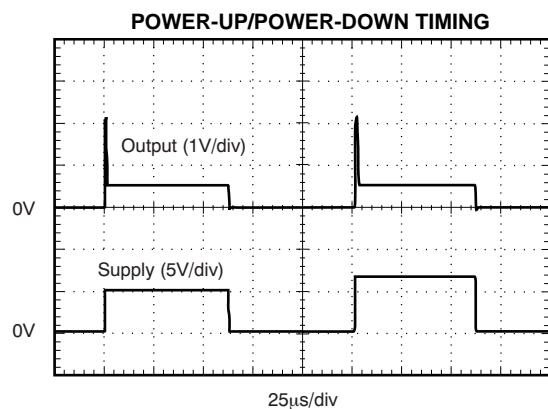 POWER-UP/POWER-DOWN TIMING
Output (1V/div)
0V
Supply (5V/div)
0V
25µs/div